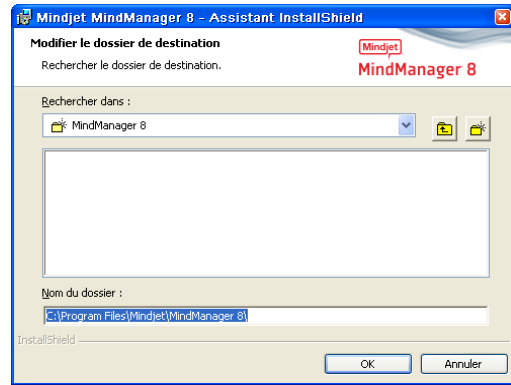 Mindjet MindManager 8 - Assistant InstallShield
Modifier le dossier de destination
Rechercher le dossier de destination.
Mindjet
MindManager 8
Rechercher dans :
MindManager 8
Nom du dossier :
C:\Program Files\Mindjet\MindManager 8\
InstallShield
OK
Annuler